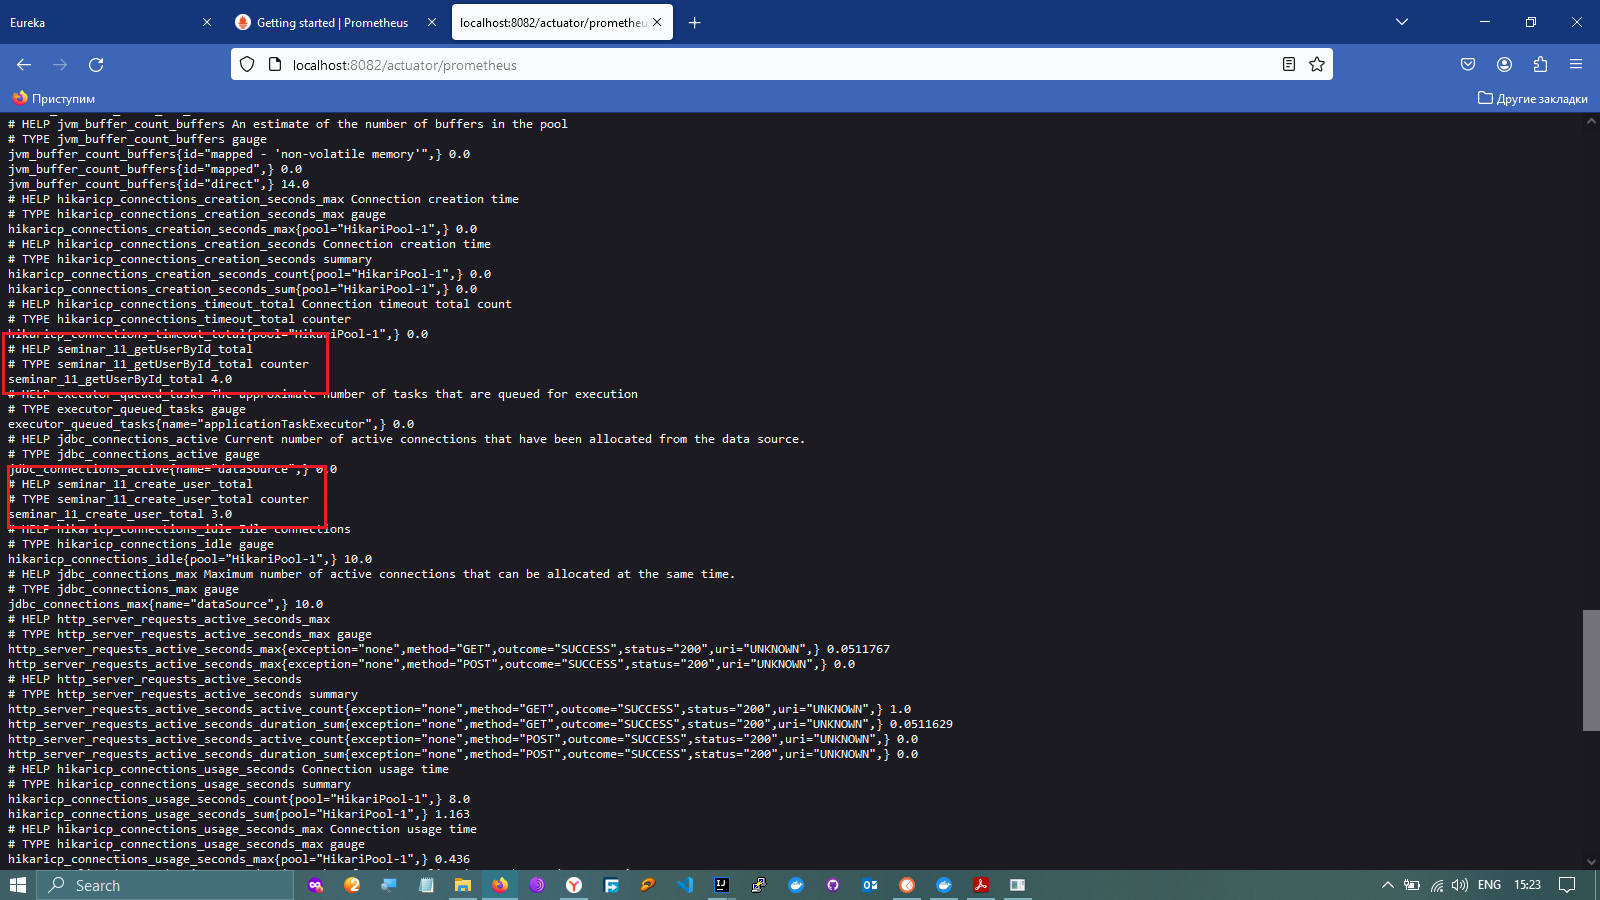 Eureka
Getting started | Prometheus
localhost:8082/actuator/prometheus
localhost:8082/actuator/prometheus
Приступим
Другие закладки
# HELP jvm_buffer_count_buffers An estimate of the number of buffers in the pool
# TYPE jvm_buffer_count_buffers gauge
jvm_buffer_count_buffers{id="mapped - 'non-volatile memory'",} 0.0
jvm_buffer_count_buffers{id="mapped",} 0.0
jvm_buffer_count_buffers{id="direct",} 14.0
# HELP hikaricp_connections_creation_seconds_max Connection creation time
# TYPE hikaricp_connections_creation_seconds_max gauge
hikaricp_connections_creation_seconds_max{pool="HikariPool-1",} 0.0
# HELP hikaricp_connections_creation_seconds Connection creation time
# TYPE hikaricp_connections_creation_seconds summary
hikaricp_connections_creation_seconds_count{pool="HikariPool-1",} 0.0
hikaricp_connections_creation_seconds_sum{pool="HikariPool-1",} 0.0
# HELP hikaricp_connections_timeout_total Connection timeout total count
# TYPE hikaricp_connections_timeout_total counter
hikaricp_connections_timeout_total{pool="HikariPool-1",} 0.0
# HELP seminar_11_getUserById_total
# TYPE seminar_11_getUserById_total counter
seminar_11_getUserById_total 4.0
# HELP executor_queued_tasks The approximate number of tasks that are queued for execution
# TYPE executor_queued_tasks gauge
executor_queued_tasks{name="applicationTaskExecutor",} 0.0
# HELP jdbc_connections_active Current number of active connections that have been allocated from the data source.
# TYPE jdbc_connections_active gauge
jdbc_connections_active{name="dataSource",} 0.0
# HELP seminar_11_create_user_total
# TYPE seminar_11_create_user_total counter
seminar_11_create_user_total 3.0
# HELP hikaricp_connections_idle Idle connections
# TYPE hikaricp_connections_idle gauge
hikaricp_connections_idle{pool="HikariPool-1",} 10.0
# HELP jdbc_connections_max Maximum number of active connections that can be allocated at the same time.
# TYPE jdbc_connections_max gauge
jdbc_connections_max{name="dataSource",} 10.0
# HELP http_server_requests_active_seconds_max
# TYPE http_server_requests_active_seconds_max gauge
http_server_requests_active_seconds_max{exception="none",method="GET",outcome="SUCCESS",status="200",uri="UNKNOWN",} 0.0511767
http_server_requests_active_seconds_max{exception="none",method="POST",outcome="SUCCESS",status="200",uri="UNKNOWN",} 0.0
# HELP http_server_requests_active_seconds
# TYPE http_server_requests_active_seconds summary
http_server_requests_active_seconds_active_count{exception="none",method="GET",outcome="SUCCESS",status="200",uri="UNKNOWN",} 1.0
http_server_requests_active_seconds_duration_sum{exception="none",method="GET",outcome="SUCCESS",status="200",uri="UNKNOWN",} 0.0511629
http_server_requests_active_seconds_active_count{exception="none",method="POST",outcome="SUCCESS",status="200",uri="UNKNOWN",} 0.0
http_server_requests_active_seconds_duration_sum{exception="none",method="POST",outcome="SUCCESS",status="200",uri="UNKNOWN",} 0.0
# HELP hikaricp_connections_usage_seconds Connection usage time
# TYPE hikaricp_connections_usage_seconds summary
hikaricp_connections_usage_seconds_count{pool="HikariPool-1",} 8.0
hikaricp_connections_usage_seconds_sum{pool="HikariPool-1",} 1.163
# HELP hikaricp_connections_usage_seconds_max Connection usage time
# TYPE hikaricp_connections_usage_seconds_max gauge
hikaricp_connections_usage_seconds_max{pool="HikariPool-1",} 0.436
Search
ENG
15:23